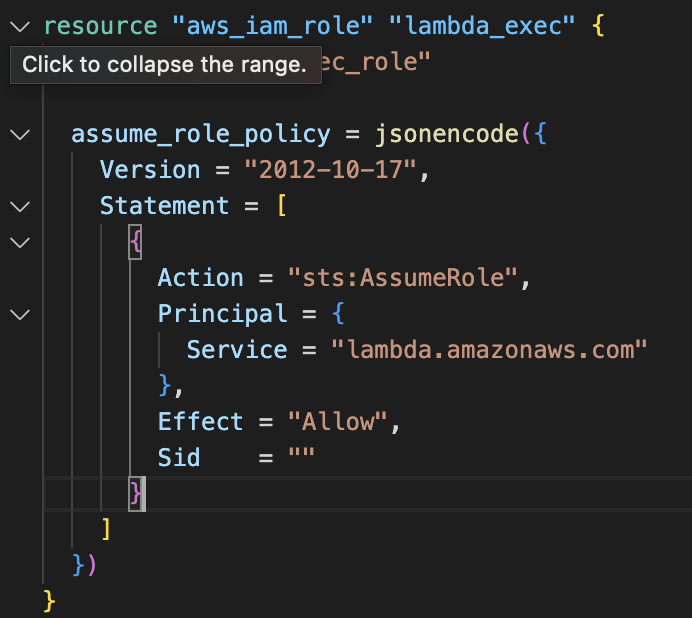 resource "aws_iam_role" "lambda_exec" {
Click to collapse the range.
ec_role"
assume_role_policy = jsonencode({
Version = "2012-10-17",
Statement = [
{
Action = "sts:AssumeRole",
Principal = {
Service = "lambda.amazonaws.com"
},
Effect = "Allow",
Sid    = ""
}
]
})
}